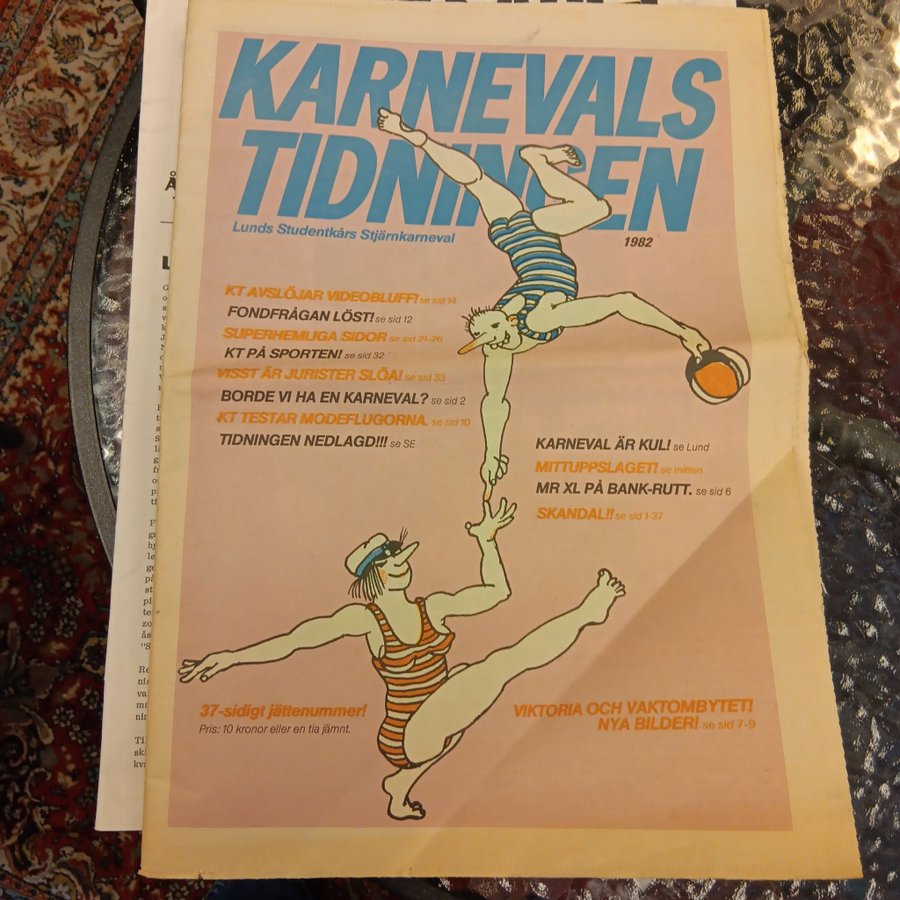 KARNEVALS
TIDNINGEN
Lunds Studentkårs Stjärnkarneval
1982
KT AVSLÖJAR VIDEOBLUFF! se sid 14
FONDFRÅGAN LÖST! se sid 12
SUPERHEMLIGA SIDOR se sid 21-26
KT PÅ SPORTEN! se sid 32
VISST ÄR JURISTER SLÖA! se sid 33
BORDE VI HA EN KARNEVAL? se sid 2
KT TESTAR MODEFLUGORNA. se sid 10
TIDNINGEN NEDLAGD!!! se SE
KARNEVAL ÄR KUL! se Lund
MITTUPPSLAGET! se mitten
MR XL PÅ BANK-RUTT. se sid 6
SKANDAL!! se sid 1-37
37-sidigt jättenummer!
Pris: 10 kronor eller en tia jämnt.
VIKTORIA OCH VAKTOMBYTET!
NYA BILDER! se sid 7-9